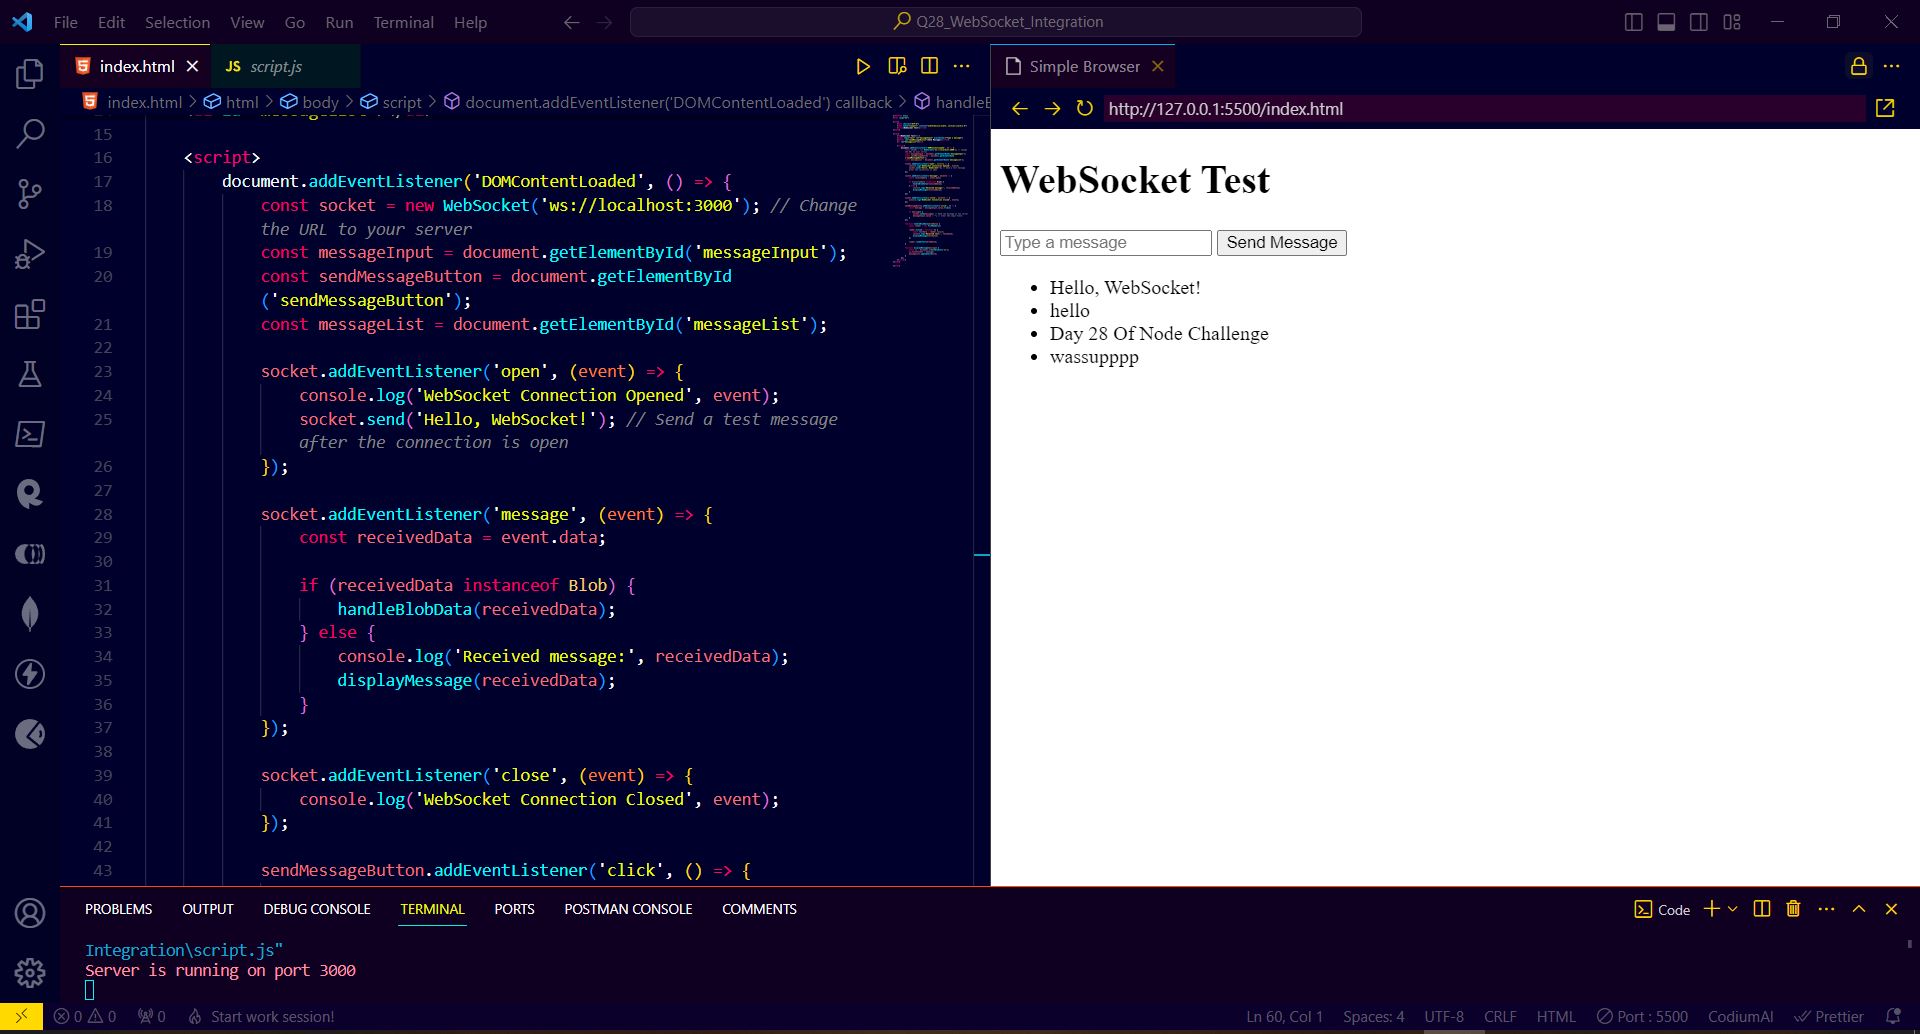 File Edit Selection View Go Run Terminal Help
Q28_WebSocket_Integration
index.html
JS script.js
index.html > html > body > script > document.addEventListener('DOMContentLoaded') callback >
15
16 <script>
17 document.addEventListener('DOMContentLoaded', () => {
18 const socket = new WebSocket('ws://localhost:3000'); // Change
the URL to your server
19 const messageInput = document.getElementById('messageInput');
20 const sendMessageButton = document.getElementById
('sendMessageButton');
21 const messageList = document.getElementById('messageList');
22
23 socket.addEventListener('open', (event) => {
24 console.log('WebSocket Connection Opened', event);
25 socket.send('Hello, WebSocket!'); // Send a test message
after the connection is open
26 });
27
28 socket.addEventListener('message', (event) => {
29 const receivedData = event.data;
30
31 if (receivedData instanceof Blob) {
32 handleBlobData(receivedData);
33 } else {
34 console.log('Received message:', receivedData);
35 displayMessage(receivedData);
36 }
37 });
38
39 socket.addEventListener('close', (event) => {
40 console.log('WebSocket Connection Closed', event);
41 });
42
43 sendMessageButton.addEventListener('click', () => {
Simple Browser
http://127.0.0.1:5500/index.html
WebSocket Test
Type a message Send Message
• Hello, WebSocket!
• hello
• Day 28 Of Node Challenge
• wassupppp
PROBLEMS OUTPUT DEBUG CONSOLE TERMINAL PORTS POSTMAN CONSOLE COMMENTS
Code
Integration\script.js"
Server is running on port 3000
0 0 0 Start work session!
Ln 60, Col 1 Spaces: 4 UTF-8 CRLF HTML Port : 5500 CodiumAI Prettier